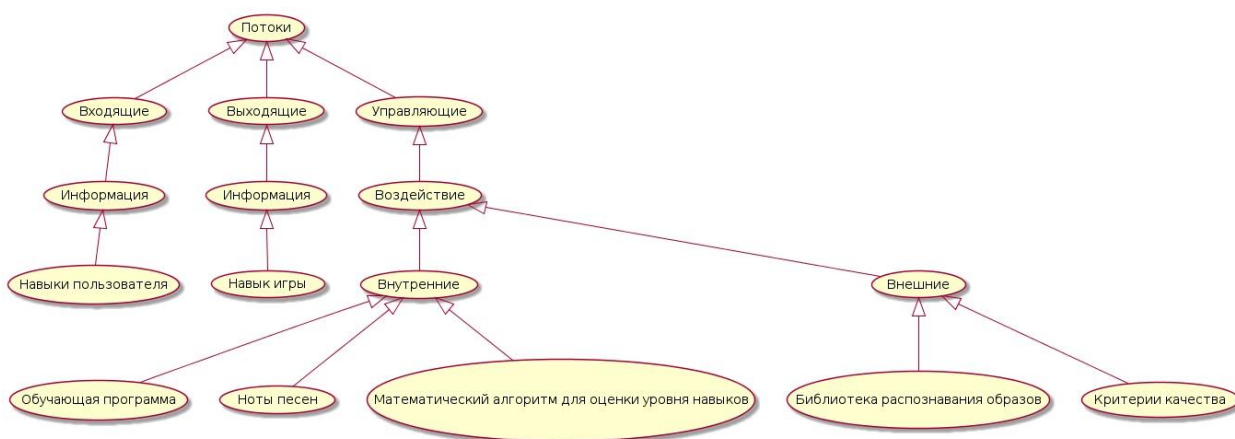 Потоки
Входящие
Выходящие
Управляющие
Информация
Информация
Воздействие
Навыки пользователя
Навык игры
Внутренние
Внешние
Обучающая программа
Ноты песен
Математический алгоритм для оценки уровня навыков
Библиотека распознавания образов
Критерии качества